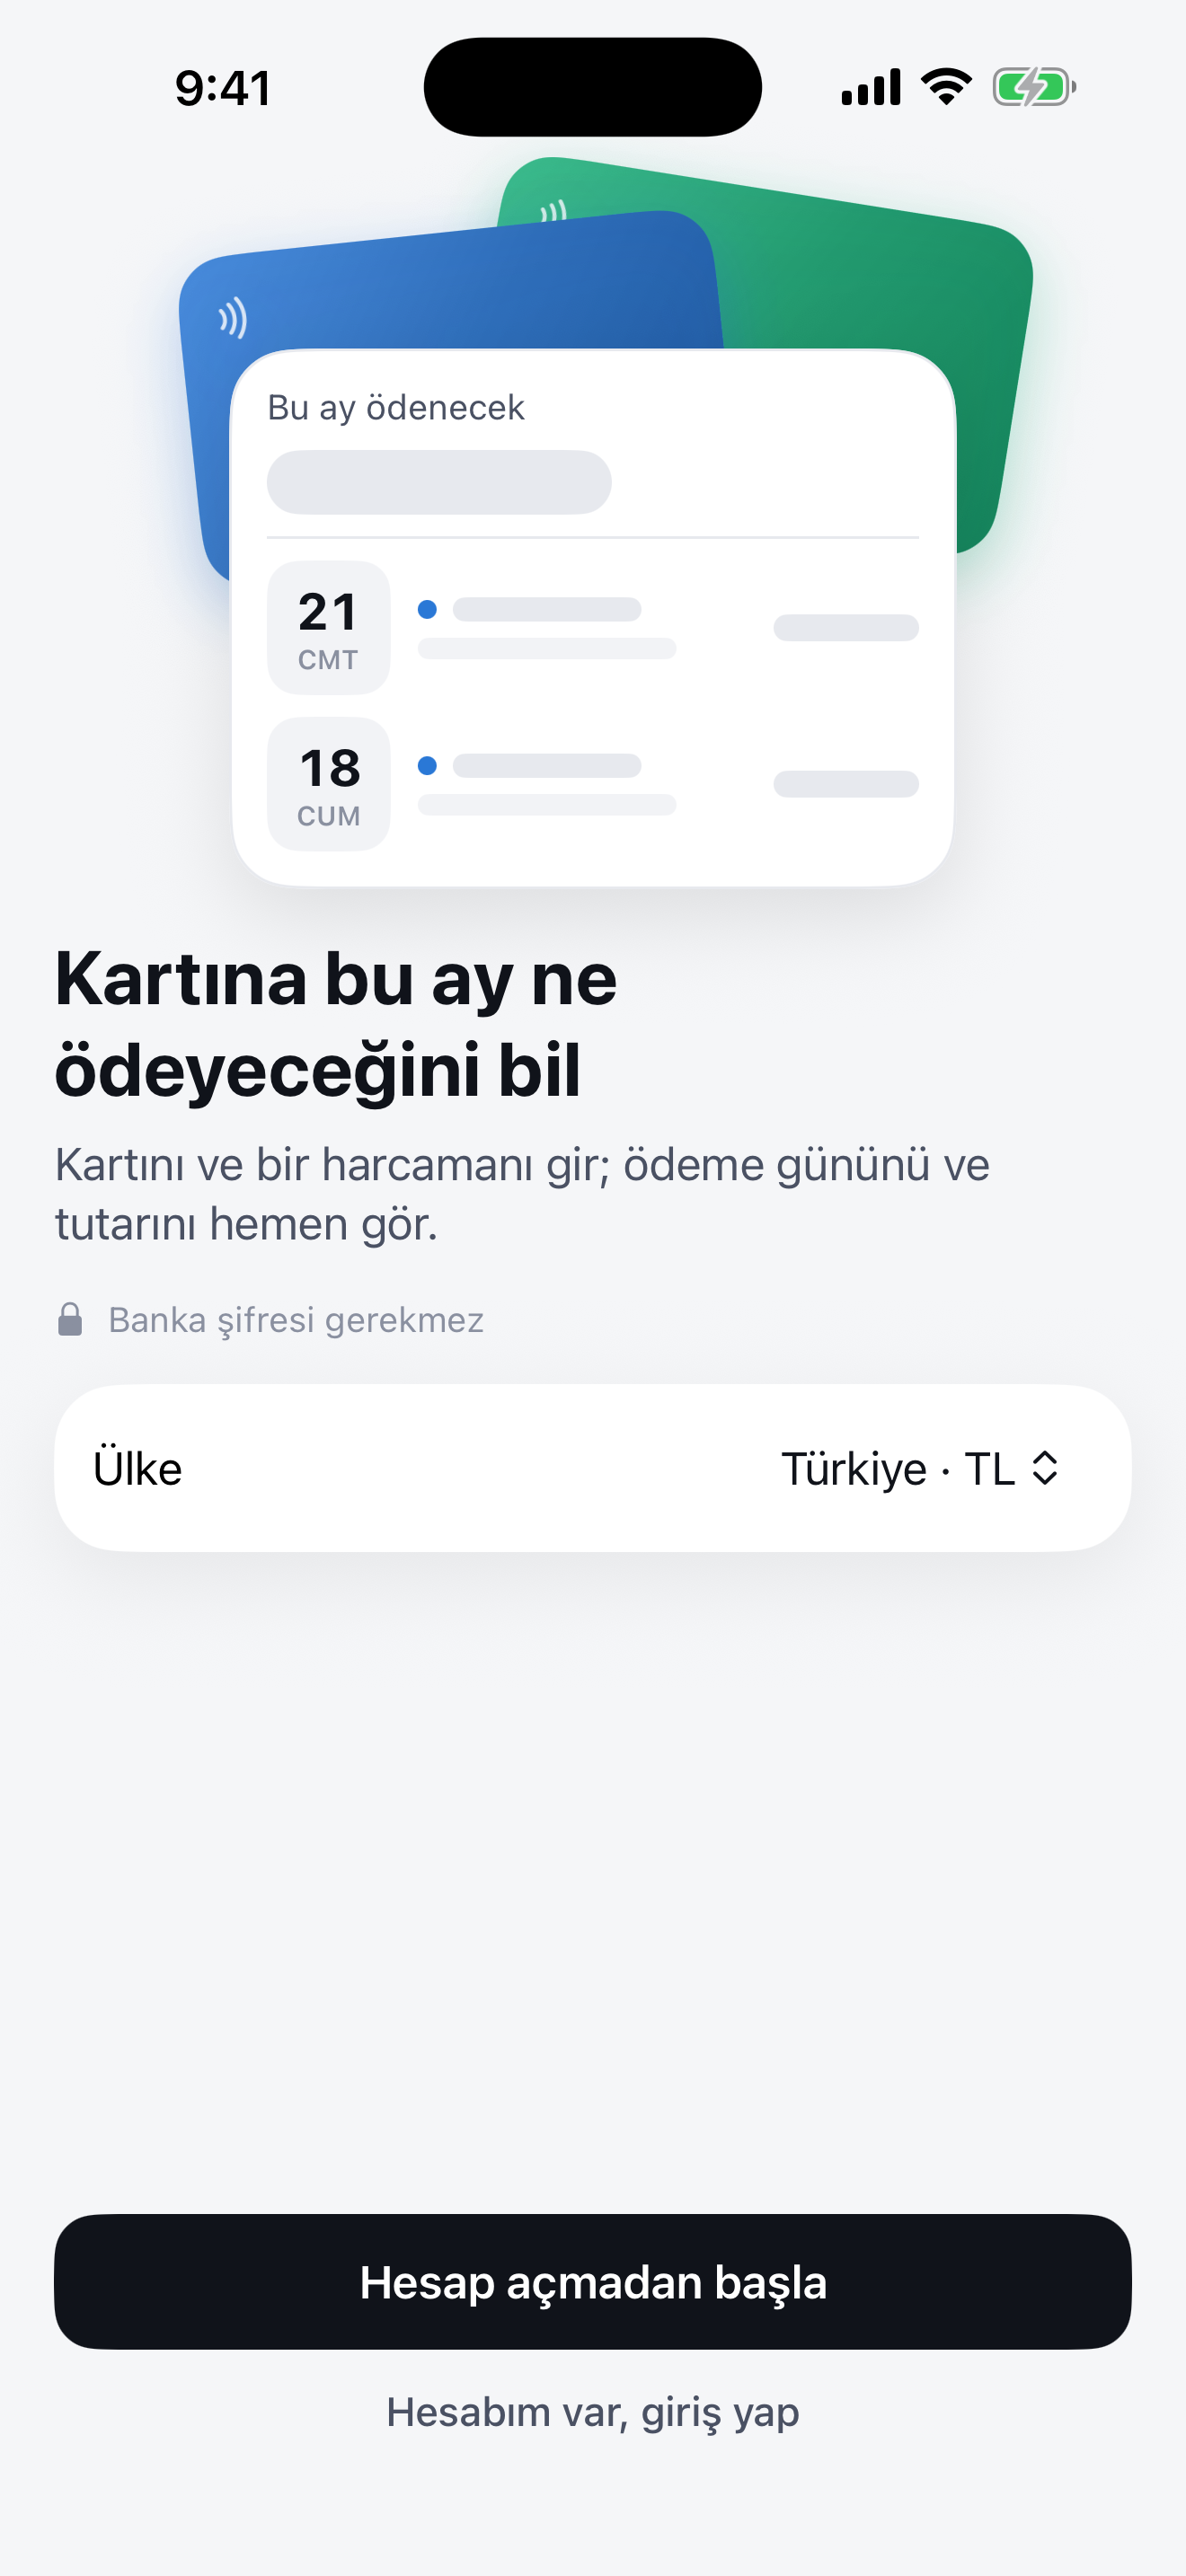 9:41
Bu ay ödenecek
21
CMT
18
CUM
Kartına bu ay ne
ödeyeceğini bil
Kartını ve bir harcamanı gir; ödeme gününü ve
tutarını hemen gör.
Banka şifresi gerekmez
Ülke
Türkiye · TL
Hesap açmadan başla
Hesabım var, giriş yap